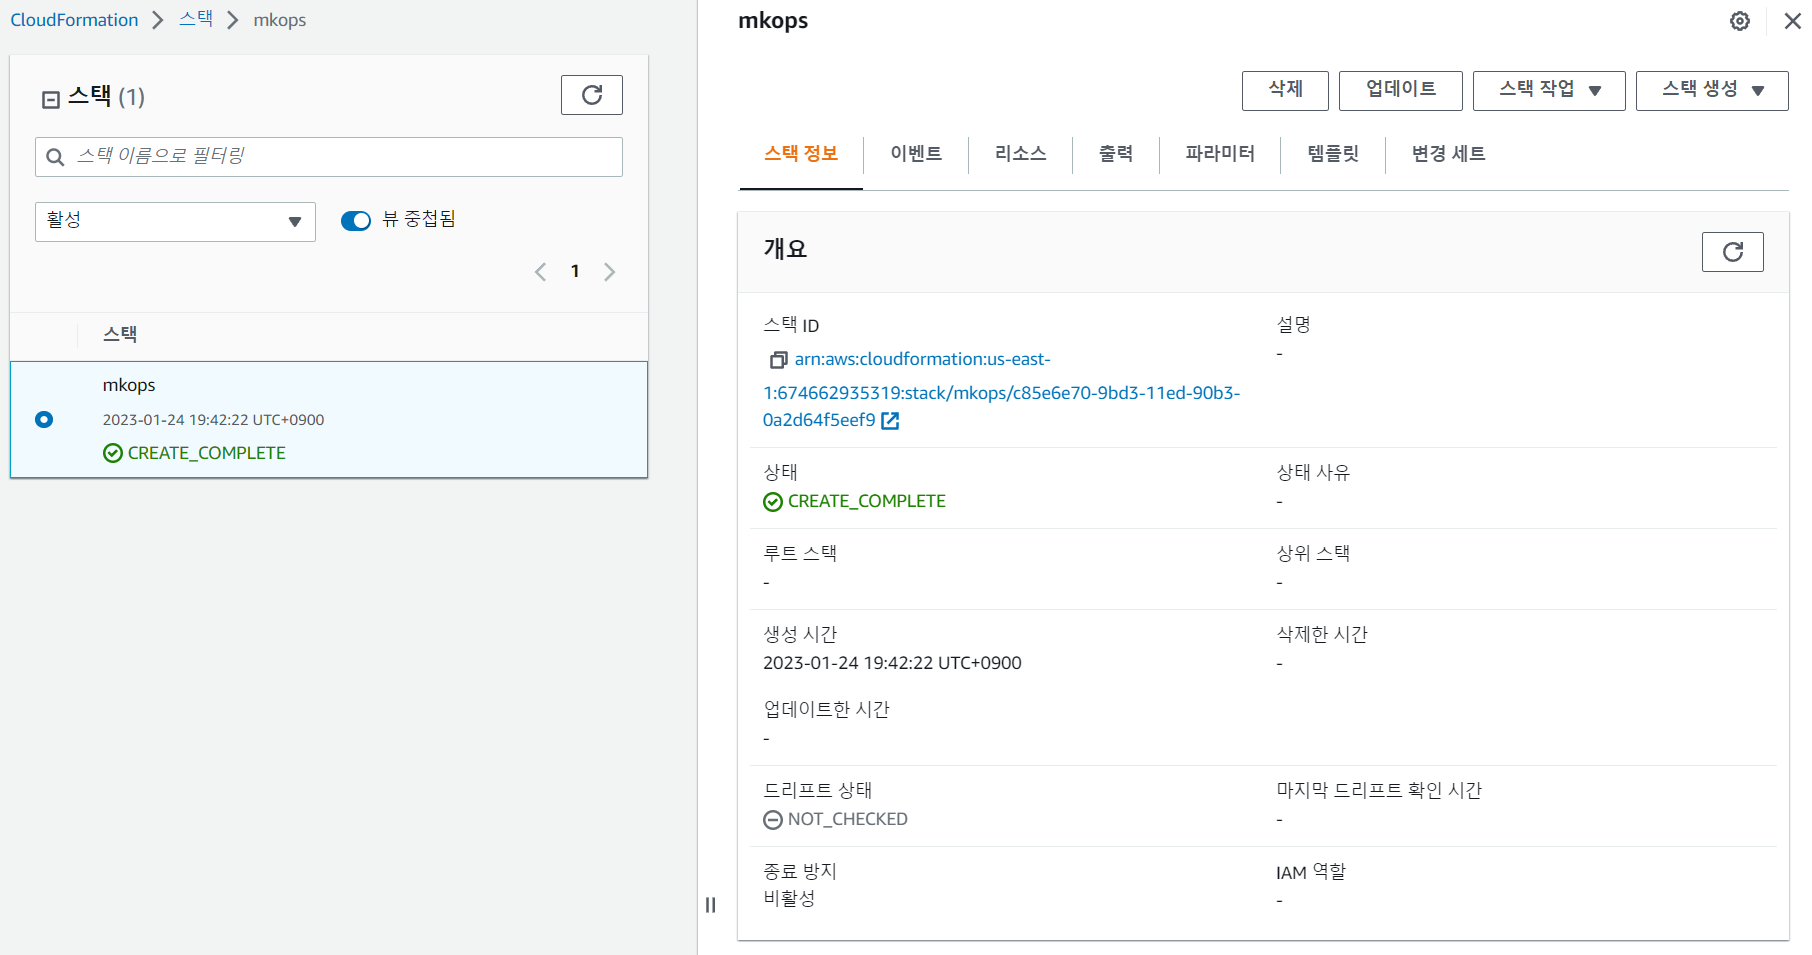 CloudFormation > 스택 > mkops
스택 (1)
스택 이름으로 필터링
활성
뷰 중첩됨
1
스택
mkops
2023-01-24 19:42:22 UTC+0900
CREATE_COMPLETE
mkops
삭제
업데이트
스택 작업
스택 생성
스택 정보
이벤트
리소스
출력
파라미터
템플릿
변경 세트
개요
스택 ID
arn:aws:cloudformation:us-east-
1:674662935319:stack/mkops/c85e6e70-9bd3-11ed-90b3-
0a2d64f5eef9
설명
-
상태
CREATE_COMPLETE
상태 사유
-
루트 스택
-
상위 스택
-
생성 시간
2023-01-24 19:42:22 UTC+0900
삭제한 시간
-
업데이트한 시간
-
드리프트 상태
NOT_CHECKED
마지막 드리프트 확인 시간
-
종료 방지
비활성
IAM 역할
-